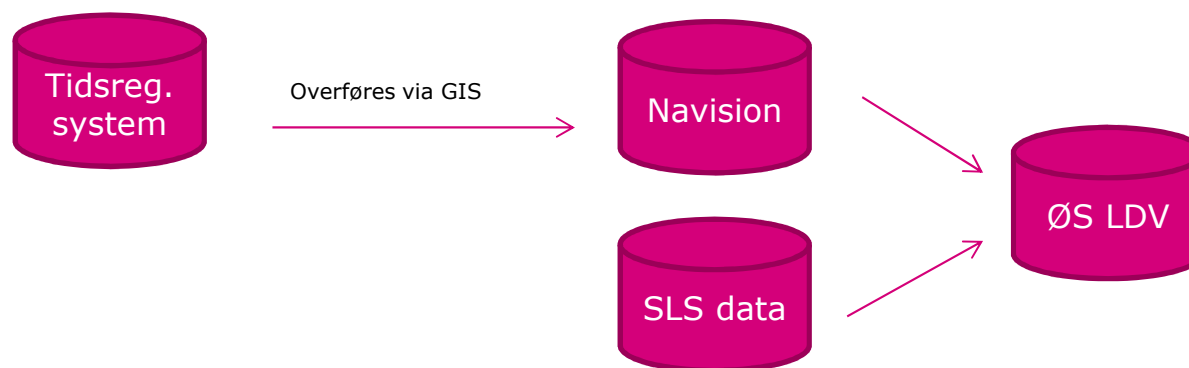 Tidsreg.
system
Overføres via GIS
Navision
SLS data
ØS LDV